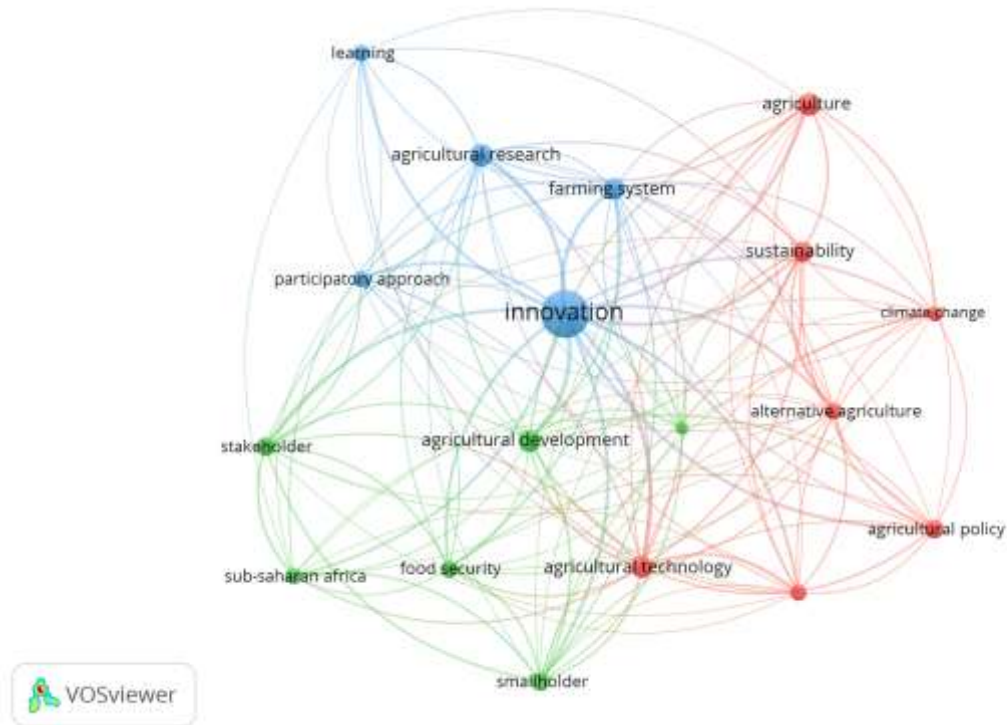 learning
agriculture
agricultural research
farming system
sustainability
participatory approach
innovation
climate change
alternative agriculture
agricultural development
stakeholder
agricultural policy
agricultural technology
food security
sub-saharan africa
smallholder
VOSviewer